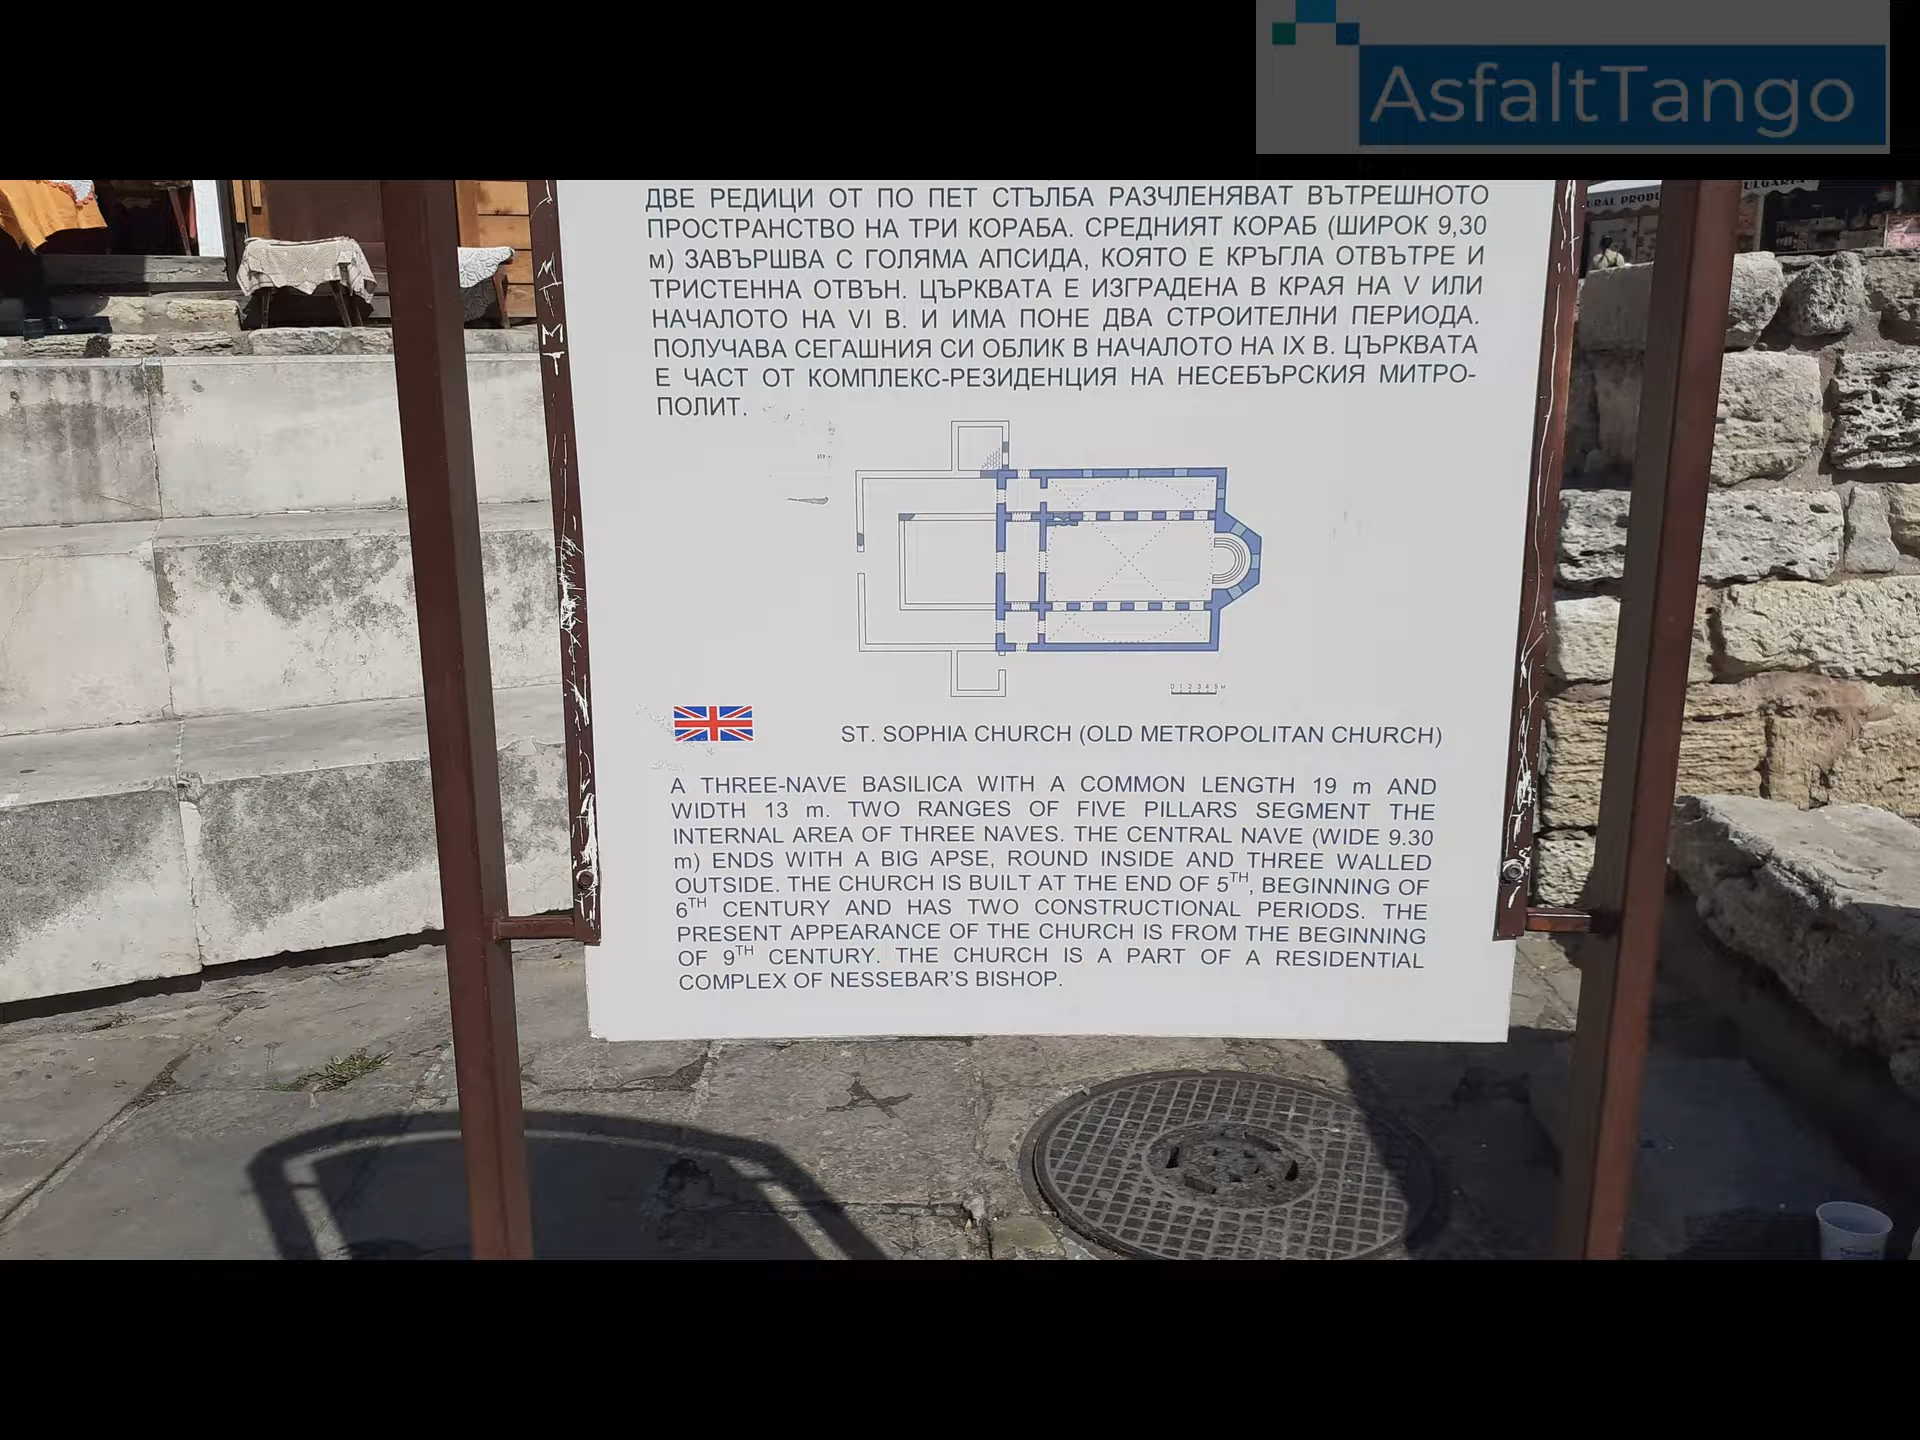 AsfaltTango
ДВЕ РЕДИЦИ ОТ ПО ПЕТ СТЪЛБА РАЗЧЛЕНЯВАТ ВЪТРЕШНОТО
ПРОСТРАНСТВО НА ТРИ КОРАБА. СРЕДНИЯТ КОРАБ (ШИРОК 9,30
м) ЗАВЪРШВА С ГОЛЯМА АПСИДА, КОЯТО Е КРЪГЛА ОТВЪТРЕ И
ТРИСТЕННА ОТВЪН. ЦЪРКВАТА Е ИЗГРАДЕНА В КРАЯ НА V ИЛИ
НАЧАЛОТО НА VI В. И ИМА ПОНЕ ДВА СТРОИТЕЛНИ ПЕРИОДА.
ПОЛУЧАВА СЕГАШНИЯ СИ ОБЛИК В НАЧАЛОТО НА IX В. ЦЪРКВАТА
Е ЧАСТ ОТ КОМПЛЕКС-РЕЗИДЕНЦИЯ НА НЕСЕБЪРСКИЯ МИТРО-
ПОЛИТ.
0 1 2 3 4 5 м
ST. SOPHIA CHURCH (OLD METROPOLITAN CHURCH)
A THREE-NAVE BASILICA WITH A COMMON LENGTH 19 m AND
WIDTH 13 m. TWO RANGES OF FIVE PILLARS SEGMENT THE
INTERNAL AREA OF THREE NAVES. THE CENTRAL NAVE (WIDE 9.30
m) ENDS WITH A BIG APSE, ROUND INSIDE AND THREE WALLED
OUTSIDE. THE CHURCH IS BUILT AT THE END OF 5TH, BEGINNING OF
6TH CENTURY AND HAS TWO CONSTRUCTIONAL PERIODS. THE
PRESENT APPEARANCE OF THE CHURCH IS FROM THE BEGINNING
OF 9TH CENTURY. THE CHURCH IS A PART OF A RESIDENTIAL
COMPLEX OF NESSEBAR'S BISHOP.